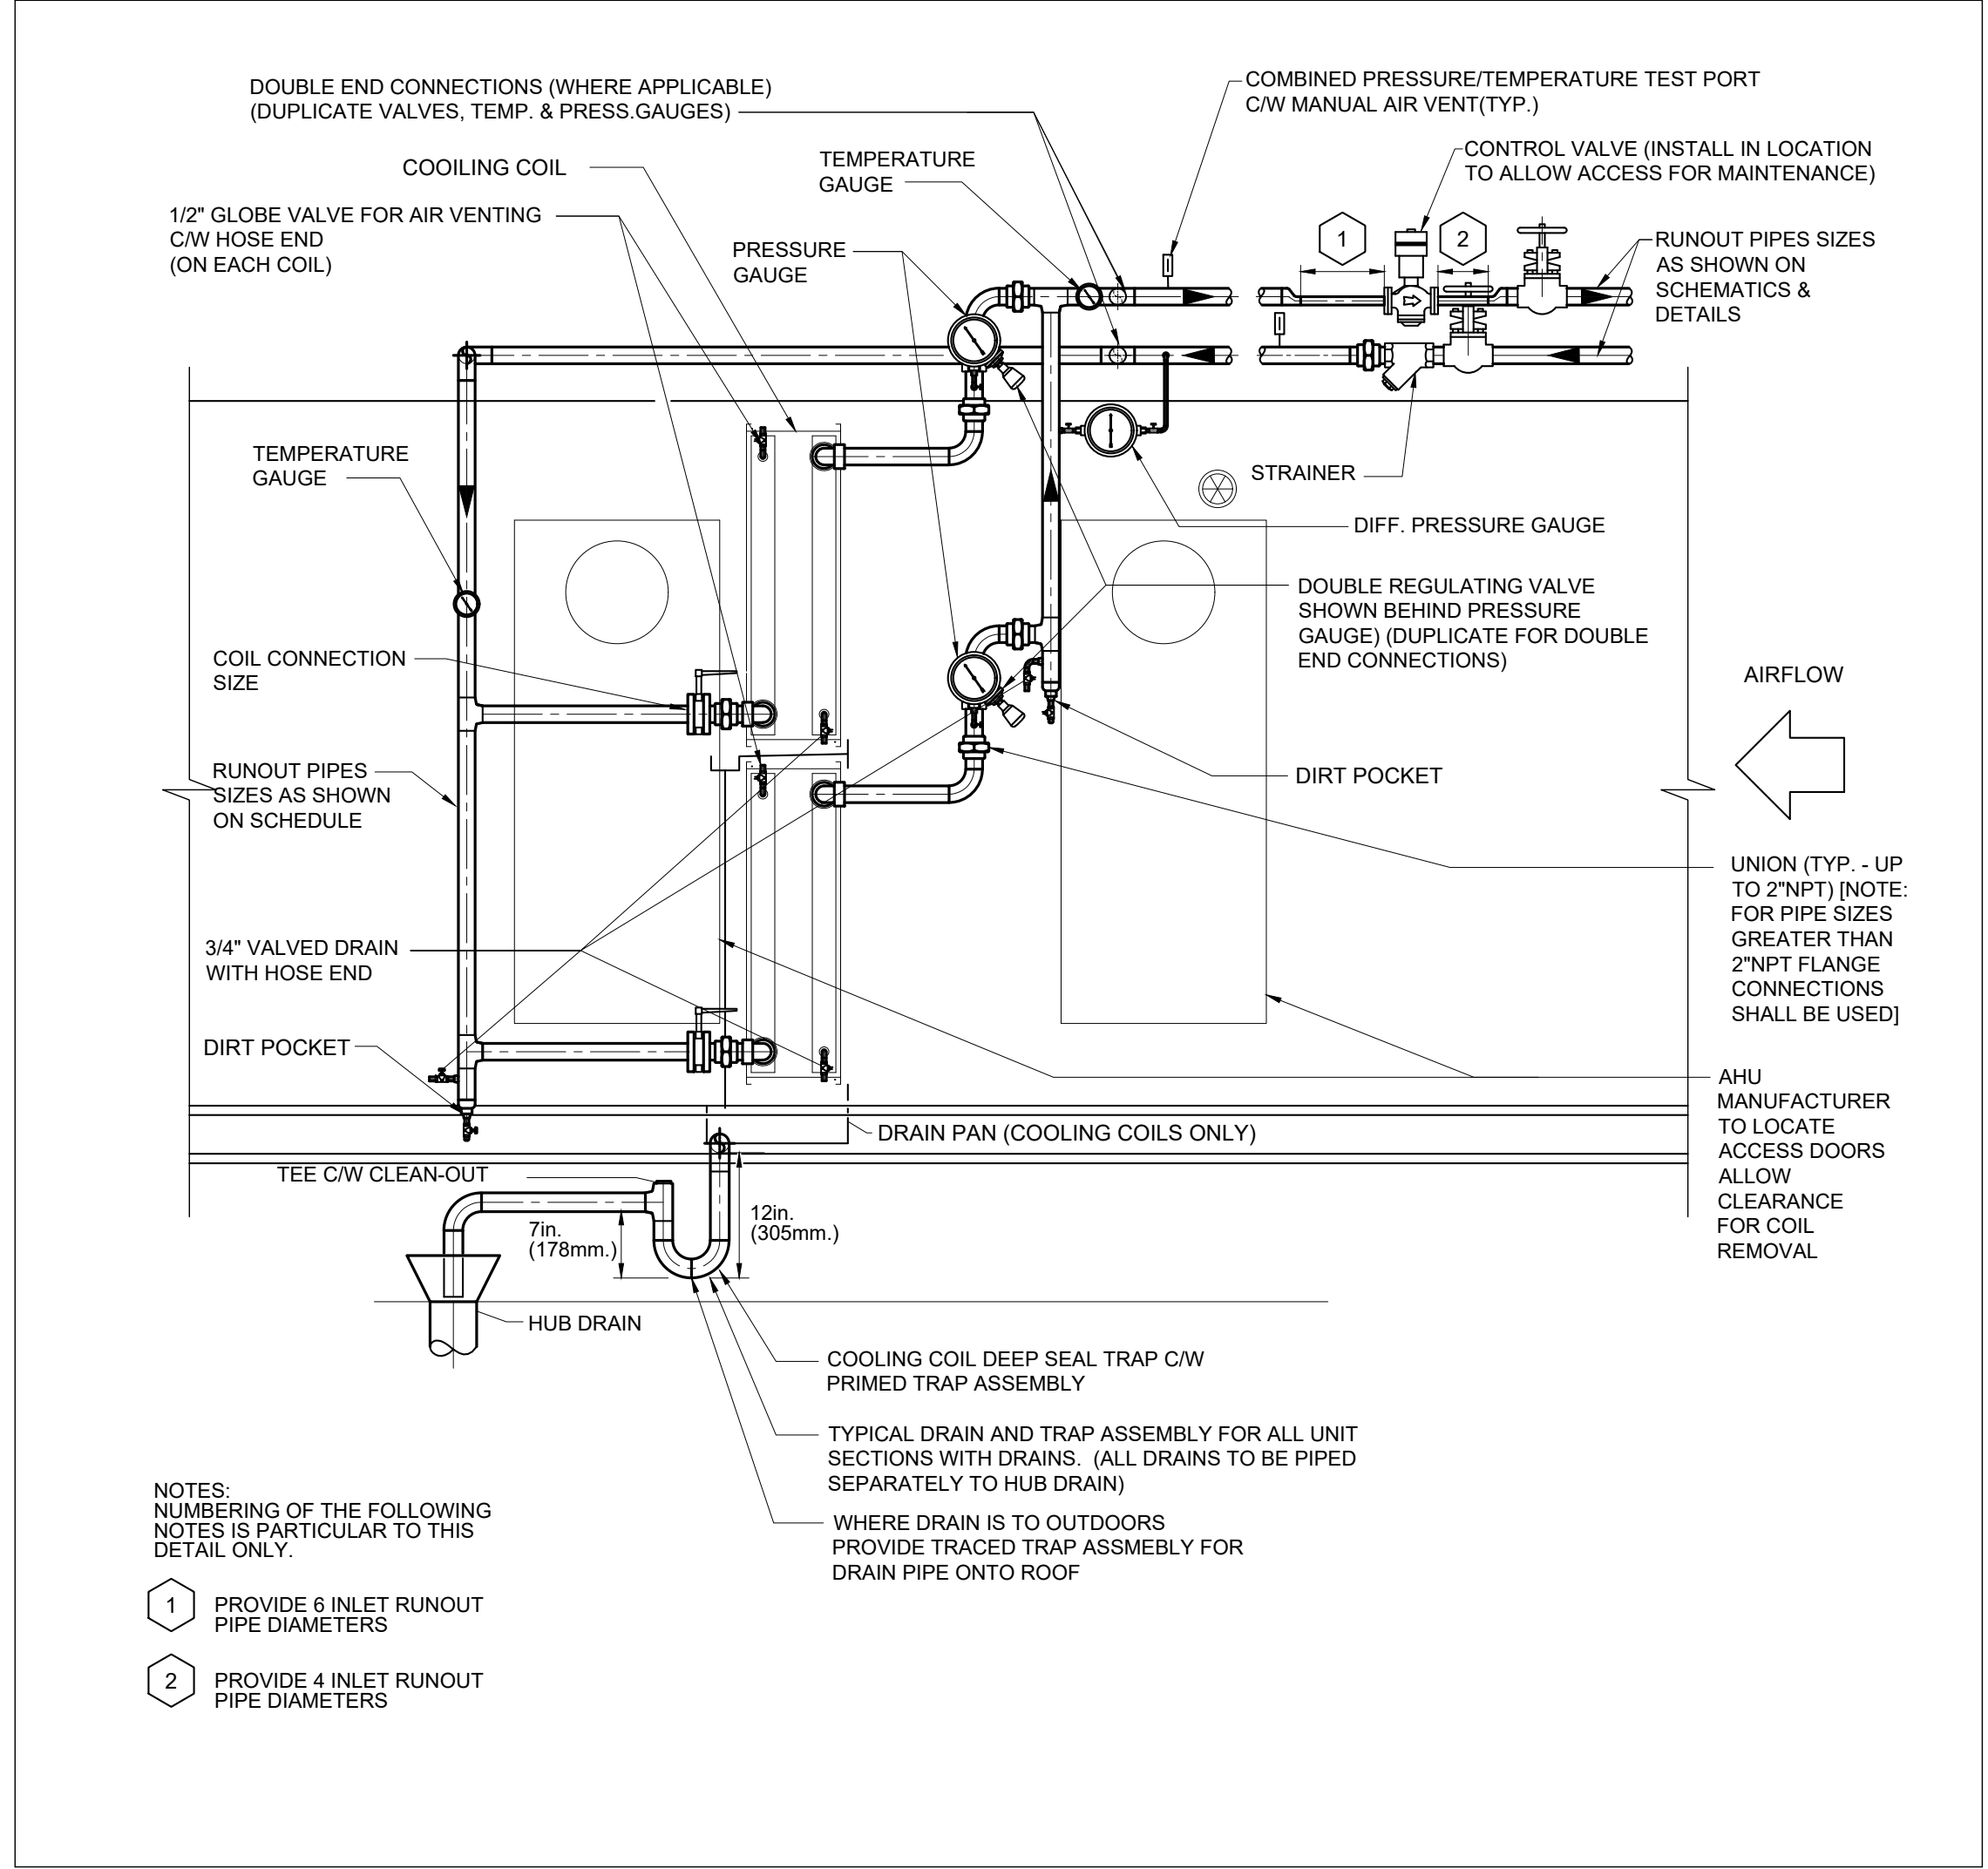 DOUBLE END CONNECTIONS (WHERE APPLICABLE)
(DUPLICATE VALVES, TEMP. & PRESS.GAUGES)
COMBINED PRESSURE/TEMPERATURE TEST PORT
C/W MANUAL AIR VENT(TYP.)
COOILING COIL
TEMPERATURE
GAUGE
CONTROL VALVE (INSTALL IN LOCATION
TO ALLOW ACCESS FOR MAINTENANCE)
1/2" GLOBE VALVE FOR AIR VENTING
C/W HOSE END
(ON EACH COIL)
PRESSURE
GAUGE
1
2
RUNOUT PIPES SIZES
AS SHOWN ON
SCHEMATICS &
DETAILS
TEMPERATURE
GAUGE
STRAINER
DIFF. PRESSURE GAUGE
DOUBLE REGULATING VALVE
SHOWN BEHIND PRESSURE
GAUGE) (DUPLICATE FOR DOUBLE
END CONNECTIONS)
COIL CONNECTION
SIZE
AIRFLOW
RUNOUT PIPES
SIZES AS SHOWN
ON SCHEDULE
DIRT POCKET
UNION (TYP. - UP
TO 2"NPT) [NOTE:
FOR PIPE SIZES
GREATER THAN
2"NPT FLANGE
CONNECTIONS
SHALL BE USED]
3/4" VALVED DRAIN
WITH HOSE END
DIRT POCKET
AHU
MANUFACTURER
TO LOCATE
ACCESS DOORS
ALLOW
CLEARANCE
FOR COIL
REMOVAL
DRAIN PAN (COOLING COILS ONLY)
TEE C/W CLEAN-OUT
7in.
(178mm.)
12in.
(305mm.)
HUB DRAIN
COOLING COIL DEEP SEAL TRAP C/W
PRIMED TRAP ASSEMBLY
TYPICAL DRAIN AND TRAP ASSEMBLY FOR ALL UNIT
SECTIONS WITH DRAINS. (ALL DRAINS TO BE PIPED
SEPARATELY TO HUB DRAIN)
WHERE DRAIN IS TO OUTDOORS
PROVIDE TRACED TRAP ASSMEBLY FOR
DRAIN PIPE ONTO ROOF
NOTES:
NUMBERING OF THE FOLLOWING
NOTES IS PARTICULAR TO THIS
DETAIL ONLY.
1
PROVIDE 6 INLET RUNOUT
PIPE DIAMETERS
2
PROVIDE 4 INLET RUNOUT
PIPE DIAMETERS